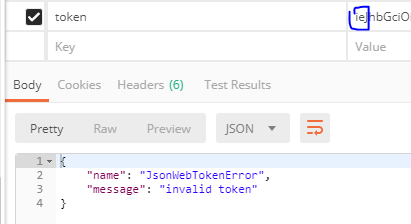 token ieJhbGciOi
Key Value
Body Cookies Headers (6) Test Results
Pretty Raw Preview JSON
1 {
2 "name": "JsonWebTokenError",
3 "message": "invalid token"
4 }